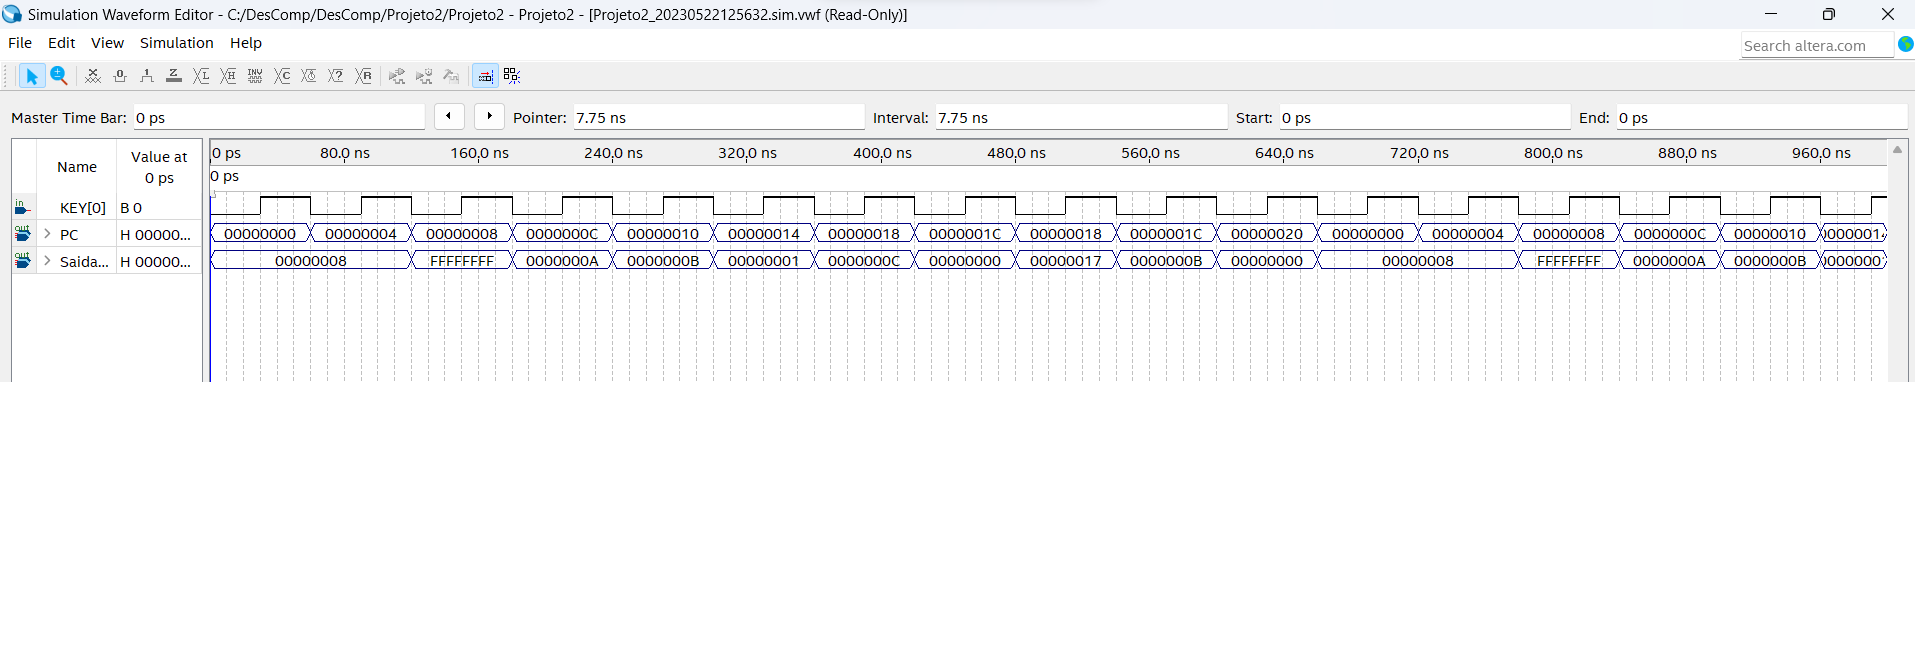 Simulation Waveform Editor - C:/DesComp/DesComp/Projeto2/Projeto2 - Projeto2 - [Projeto2_20230522125632.sim.vwf (Read-Only)]
File Edit View Simulation Help
Search altera.com
Master Time Bar: 0 ps Pointer: 7.75 ns Interval: 7.75 ns Start: 0 ps End: 0 ps
Name Value at 0 ps
0 ps 80.0 ns 160.0 ns 240.0 ns 320.0 ns 400.0 ns 480.0 ns 560.0 ns 640.0 ns 720.0 ns 800.0 ns 880.0 ns 960.0 ns
0 ps
in KEY[0] B 0
out PC H 00000... 00000000 00000004 00000008 0000000C 00000010 00000014 00000018 0000001C 00000018 0000001C 00000020 00000000 00000004 00000008 0000000C 00000010
out Saida... H 00000... 00000008 FFFFFFFF 0000000A 0000000B 00000001 0000000C 00000000 00000017 0000000B 00000000 00000008 FFFFFFFF 0000000A 0000000B